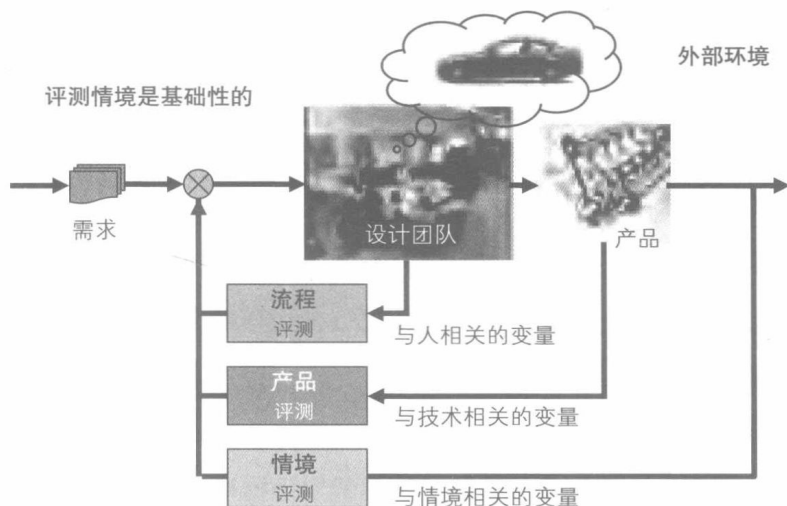 外部环境
评测情境是基础性的
需求
设计团队
产品
流程
评测
与人相关的变量
产品
评测
与技术相关的变量
情境
评测
与情境相关的变量